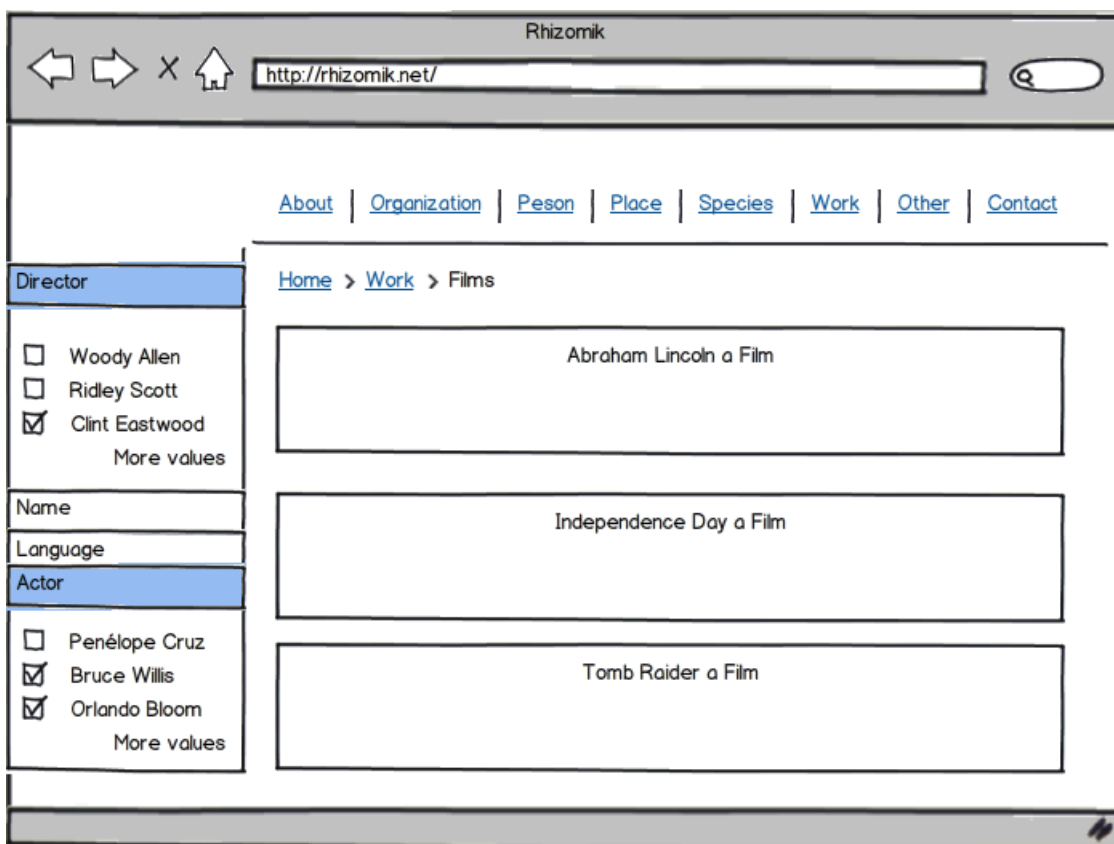 Rhizomik
http://rhizomik.net/
About | Organization | Peson | Place | Species | Work | Other | Contact
Home > Work > Films
Director
Woody Allen
Ridley Scott
Clint Eastwood
More values
Name
Language
Actor
Penélope Cruz
Bruce Willis
Orlando Bloom
More values
Abraham Lincoln a Film
Independence Day a Film
Tomb Raider a Film